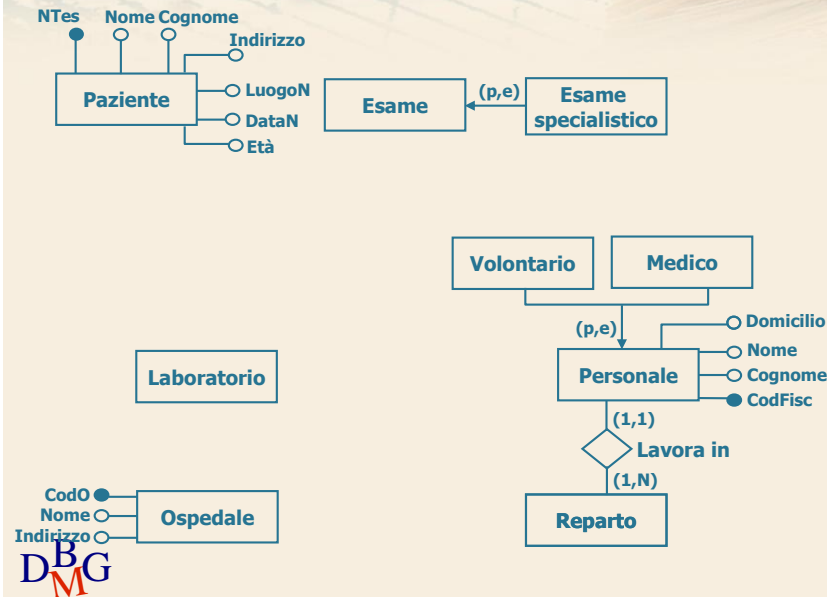 NTes Nome Cognome
Indirizzo
Paziente
LuogoN
DataN
Età
Esame
(p,e)
Esame
specialistico
Volontario
Medico
(p,e)
Domicilio
Nome
Cognome
CodFisc
Personale
Laboratorio
(1,1)
Lavora in
(1,N)
Reparto
CodO
Nome
Indirizzo
Ospedale
DBMG